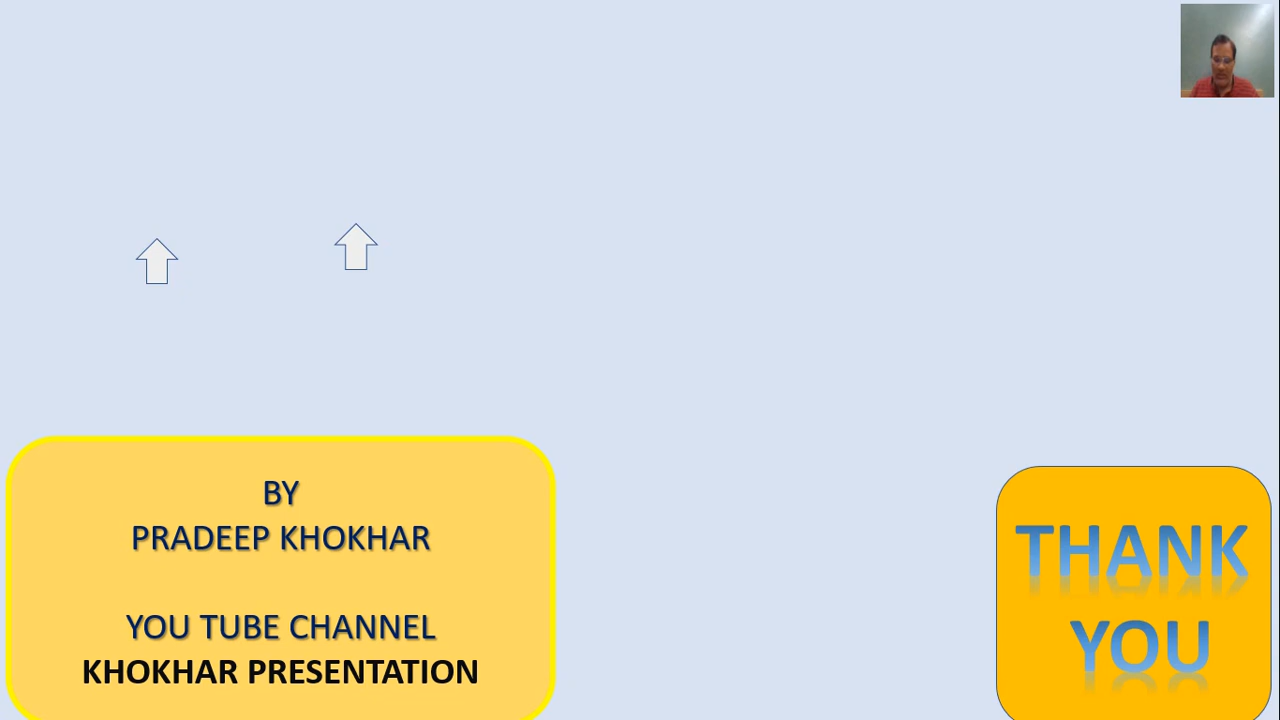 BY
PRADEEP KHOKHAR
YOU TUBE CHANNEL
KHOKHAR PRESENTATION
THANK
YOU